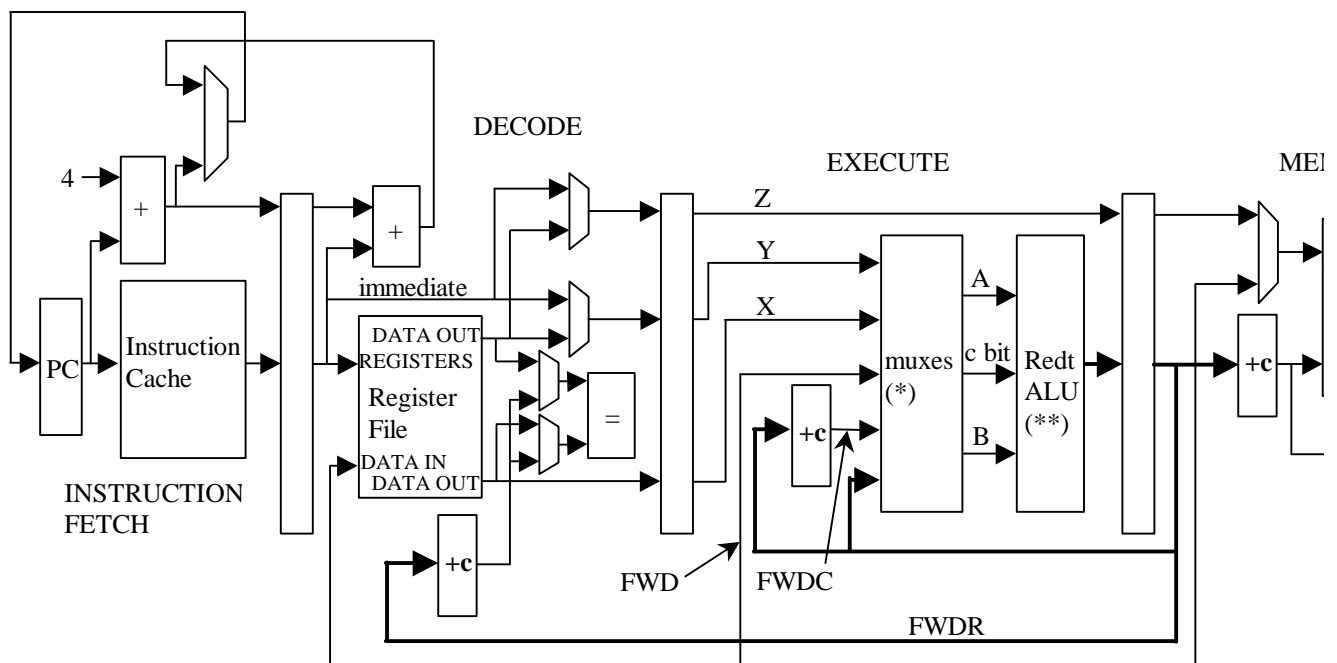 DECODE
EXECUTE
MEM
4
+
+
Z
Y
X
A
c bit
B
immediate
PC
Instruction
Cache
DATA OUT
REGISTERS
Register
File
DATA IN
DATA OUT
=
+c
muxes
(*)
+c
Redt
ALU
(**)
+c
INSTRUCTION
FETCH
FWD
FWDC
FWDR